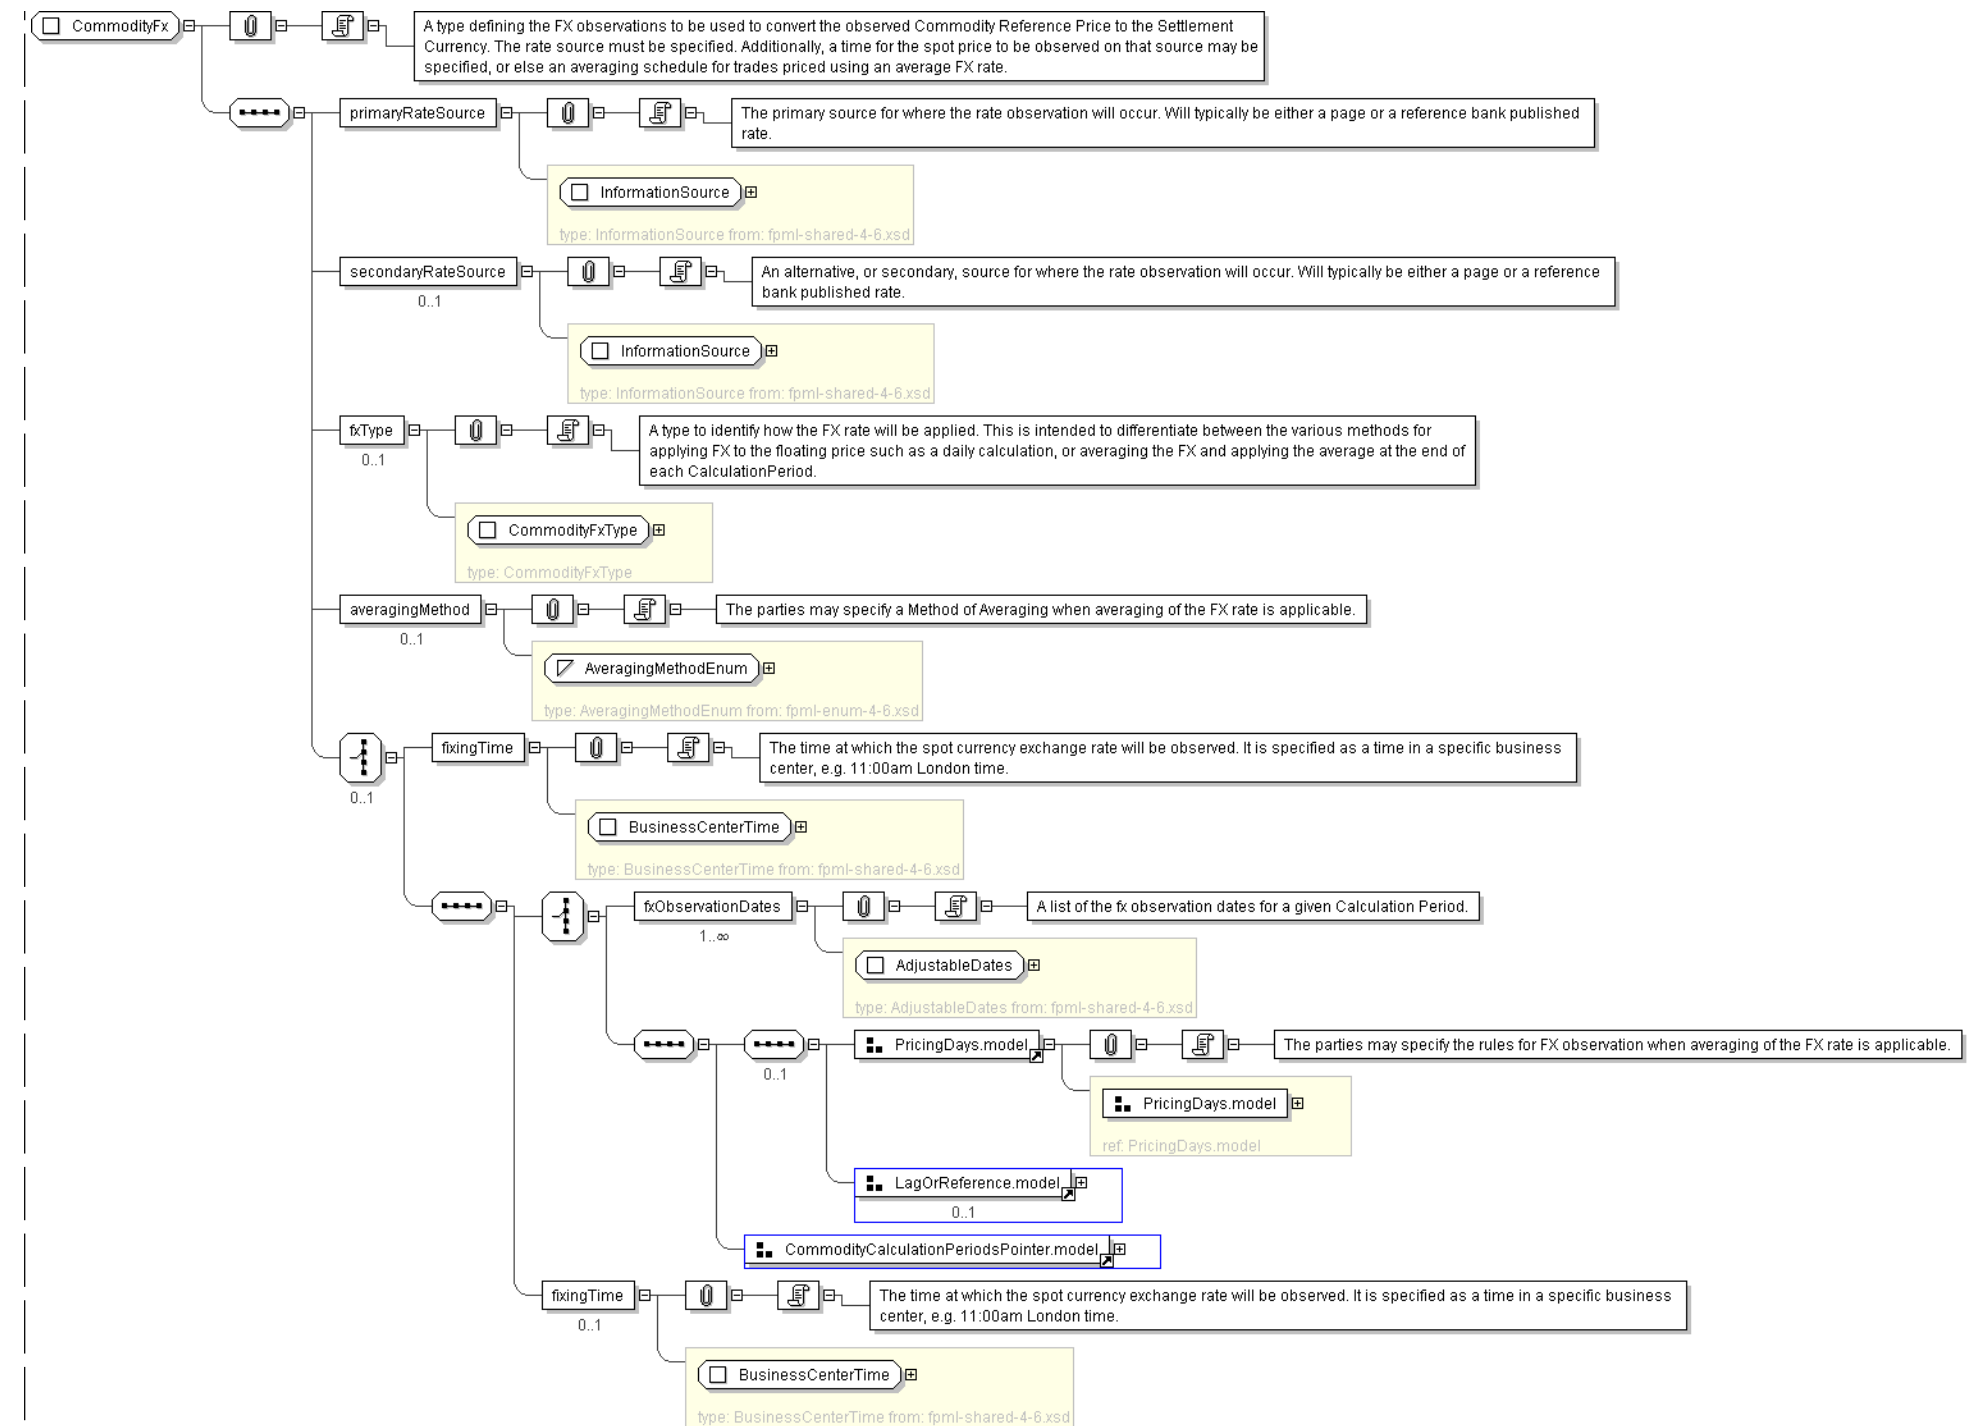 CommodityFx
A type defining the FX observations to be used to convert the observed Commodity Reference Price to the Settlement
Currency. The rate source must be specified. Additionally, a time for the spot price to be observed on that source may be
specified, or else an averaging schedule for trades priced using an average FX rate.
primaryRateSource
The primary source for where the rate observation will occur. Will typically be either a page or a reference bank published
rate.
InformationSource
type: InformationSource from: fpml-shared-4-6.xsd
secondaryRateSource
0..1
An alternative, or secondary, source for where the rate observation will occur. Will typically be either a page or a reference
bank published rate.
InformationSource
type: InformationSource from: fpml-shared-4-6.xsd
fxType
0..1
A type to identify how the FX rate will be applied. This is intended to differentiate between the various methods for
applying FX to the floating price such as a daily calculation, or averaging the FX and applying the average at the end of
each CalculationPeriod.
CommodityFxType
type: CommodityFxType
averagingMethod
0..1
The parties may specify a Method of Averaging when averaging of the FX rate is applicable.
AveragingMethodEnum
type: AveragingMethodEnum from: fpml-enum-4-6.xsd
0..1
fixingTime
The time at which the spot currency exchange rate will be observed. It is specified as a time in a specific business
center, e.g. 11:00am London time.
BusinessCenterTime
type: BusinessCenterTime from: fpml-shared-4-6.xsd
fxObservationDates
1..∞
A list of the fx observation dates for a given Calculation Period.
AdjustableDates
type: AdjustableDates from: fpml-shared-4-6.xsd
0..1
PricingDays.model
The parties may specify the rules for FX observation when averaging of the FX rate is applicable.
PricingDays.model
ref: PricingDays.model
LagOrReference.model
0..1
CommodityCalculationPeriodsPointer.model
fixingTime
0..1
The time at which the spot currency exchange rate will be observed. It is specified as a time in a specific business
center, e.g. 11:00am London time.
BusinessCenterTime
type: BusinessCenterTime from: fpml-shared-4-6.xsd